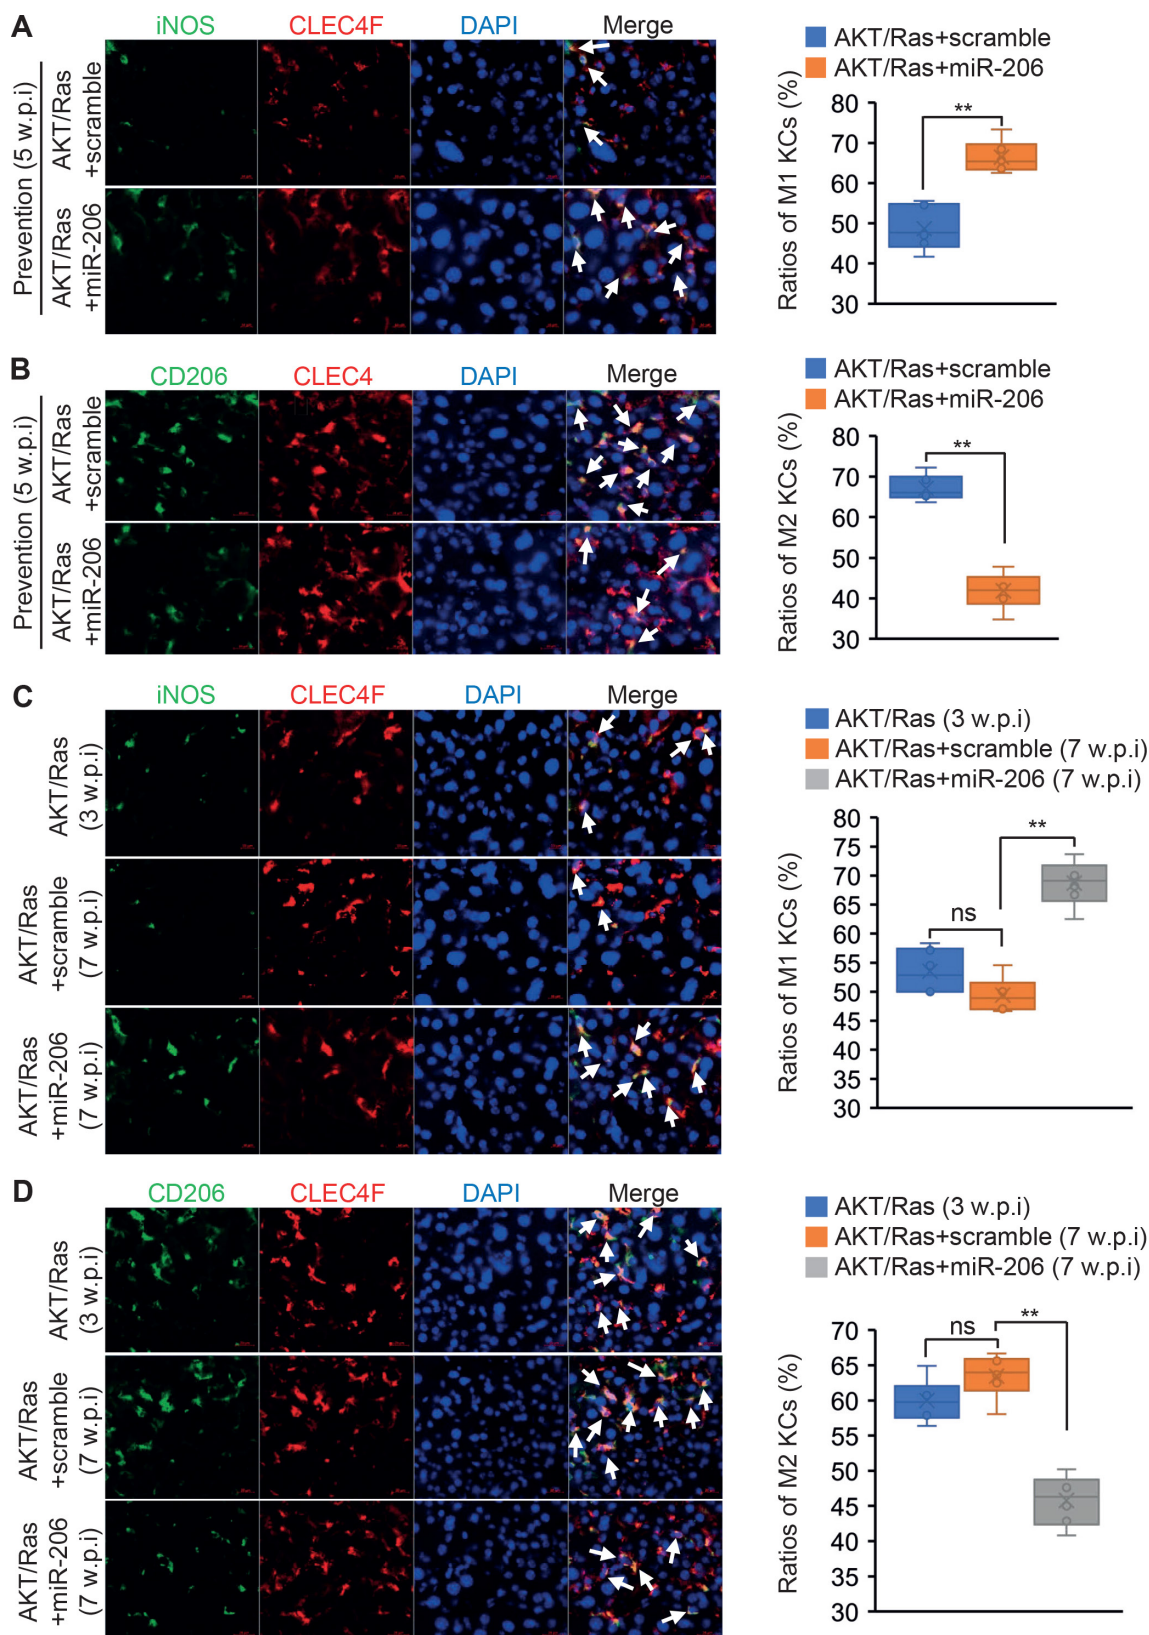 A
iNOS CLEC4F DAPI Merge
Prevention (5 w.p.i)
AKT/Ras
+scramble
AKT/Ras
+miR-206
AKT/Ras+scramble
AKT/Ras+miR-206
Ratios of M1 KCs (%)
80
70
60
50
40
30
**
B
CD206 CLEC4 DAPI Merge
Prevention (5 w.p.i)
AKT/Ras
+scramble
AKT/Ras
+miR-206
AKT/Ras+scramble
AKT/Ras+miR-206
Ratios of M2 KCs (%)
80
70
60
50
40
30
**
C
iNOS CLEC4F DAPI Merge
AKT/Ras
(3 w.p.i)
AKT/Ras
+scramble
(7 w.p.i)
AKT/Ras
+miR-206
(7 w.p.i)
AKT/Ras (3 w.p.i)
AKT/Ras+scramble (7 w.p.i)
AKT/Ras+miR-206 (7 w.p.i)
Ratios of M1 KCs (%)
80
75
70
65
60
55
50
45
40
35
30
ns
**
D
CD206 CLEC4F DAPI Merge
AKT/Ras
(3 w.p.i)
AKT/Ras
+scramble
(7 w.p.i)
AKT/Ras
+miR-206
(7 w.p.i)
AKT/Ras (3 w.p.i)
AKT/Ras+scramble (7 w.p.i)
AKT/Ras+miR-206 (7 w.p.i)
Ratios of M2 KCs (%)
70
65
60
55
50
45
40
35
30
ns
**